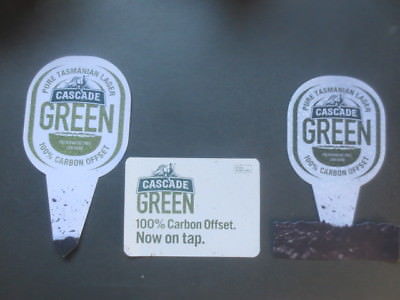 PURE TASMANIAN LAGER
CASCADE
GREEN
100% CARBON OFFSET
CASCADE
GREEN
100% Carbon Offset.
Now on tap.
PURE TASMANIAN LAGER
CASCADE
GREEN
100% CARBON OFFSET